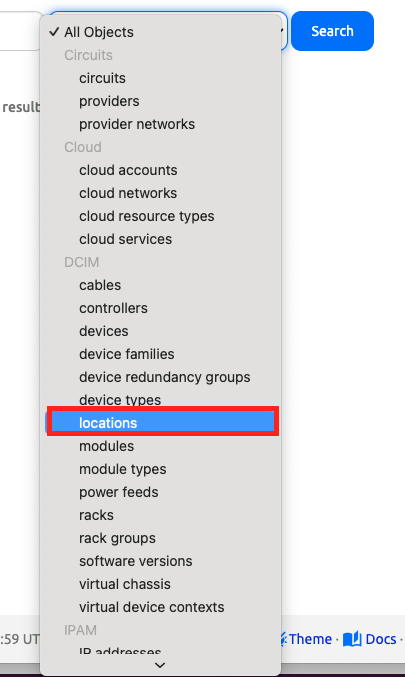 ✓ All Objects
Search
Circuits
circuits
result
providers
provider networks
Cloud
cloud accounts
cloud networks
cloud resource types
cloud services
DCIM
cables
controllers
devices
device families
device redundancy groups
device types
locations
modules
module types
power feeds
racks
rack groups
software versions
virtual chassis
virtual device contexts
:59 UT
Theme · Docs ·
IPAM
IP addresses